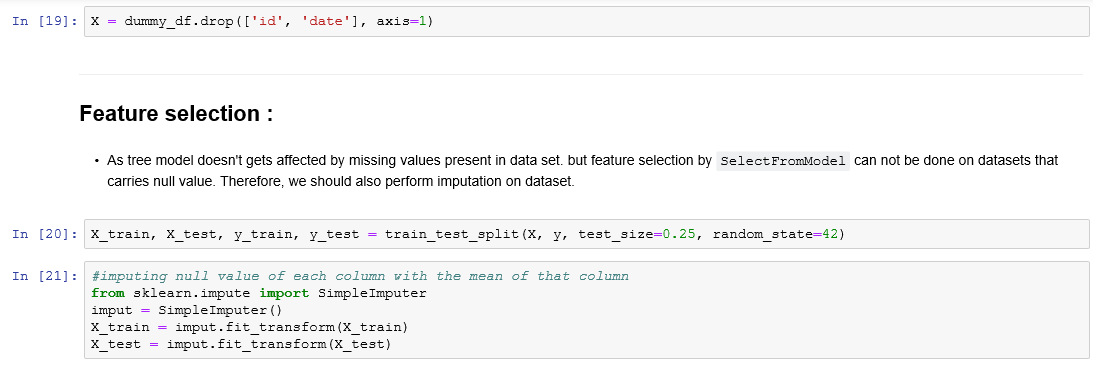 In [19]: X = dummy_df.drop(['id', 'date'], axis=1)
Feature selection :
• As tree model doesn't gets affected by missing values present in data set. but feature selection by SelectFromModel can not be done on datasets that
carries null value. Therefore, we should also perform imputation on dataset.
In [20]: X_train, X_test, y_train, y_test = train_test_split(X, y, test_size=0.25, random_state=42)
In [21]: #imputing null value of each column with the mean of that column
from sklearn.impute import SimpleImputer
imput = SimpleImputer()
X_train = imput.fit_transform(X_train)
X_test = imput.fit_transform(X_test)